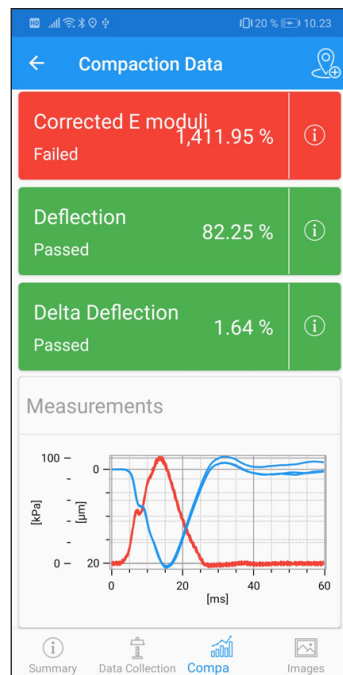 HD 20 % 10.23
Compaction Data
Corrected E moduli
1,411.95 %
Failed
Deflection
82.25 %
Passed
Delta Deflection
1.64 %
Passed
Measurements
100
0
[kPa]
[µm]
0
20
0 20 40 60
[ms]
Summary Data Collection Compa Images